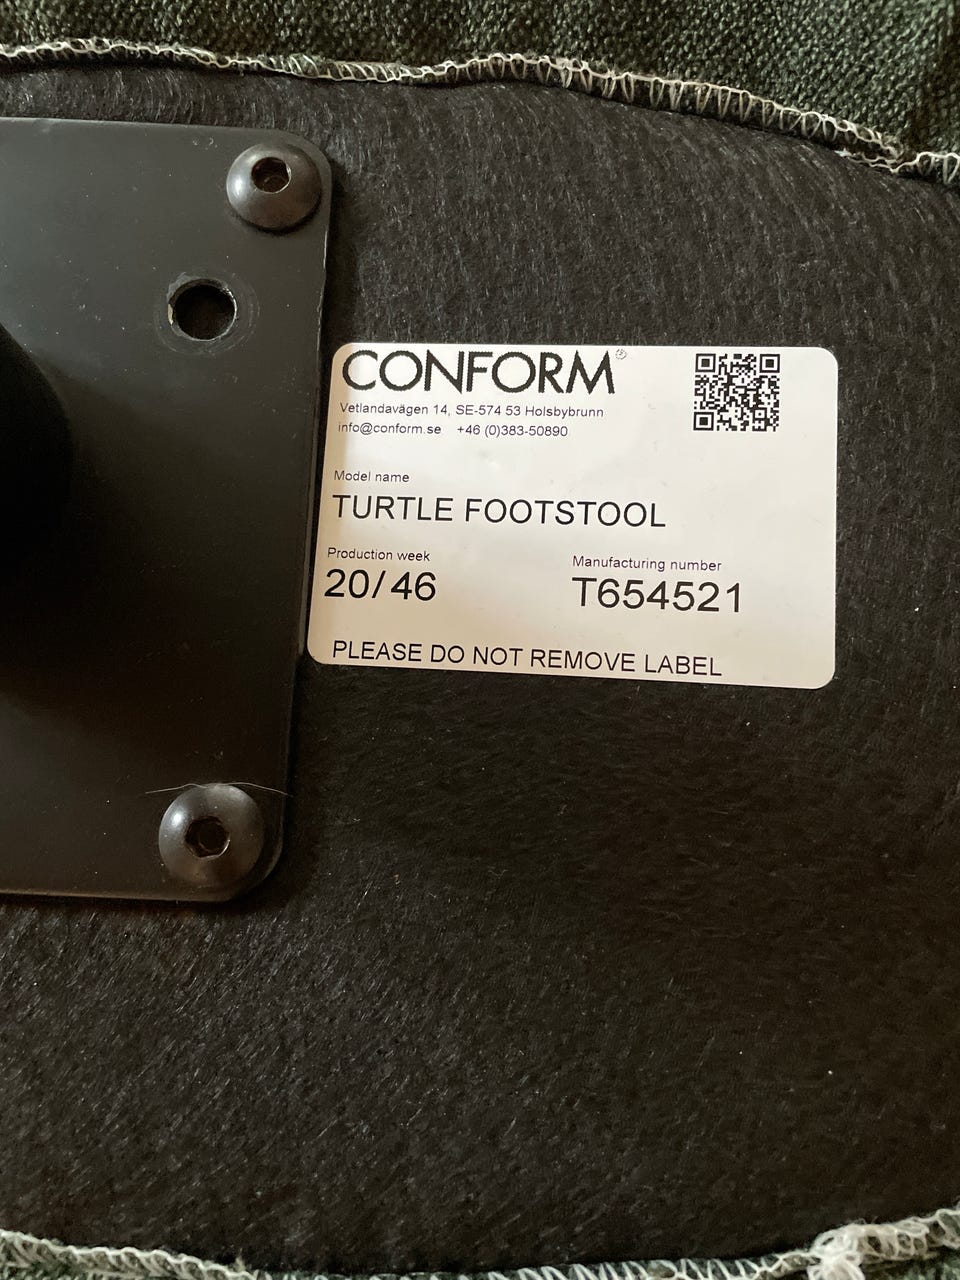 CONFORM®
Vetlandavägen 14, SE-574 53 Holsbybrunn
info@conform.se +46 (0)383-50890
Model name
TURTLE FOOTSTOOL
Production week
20/46
Manufacturing number
T654521
PLEASE DO NOT REMOVE LABEL